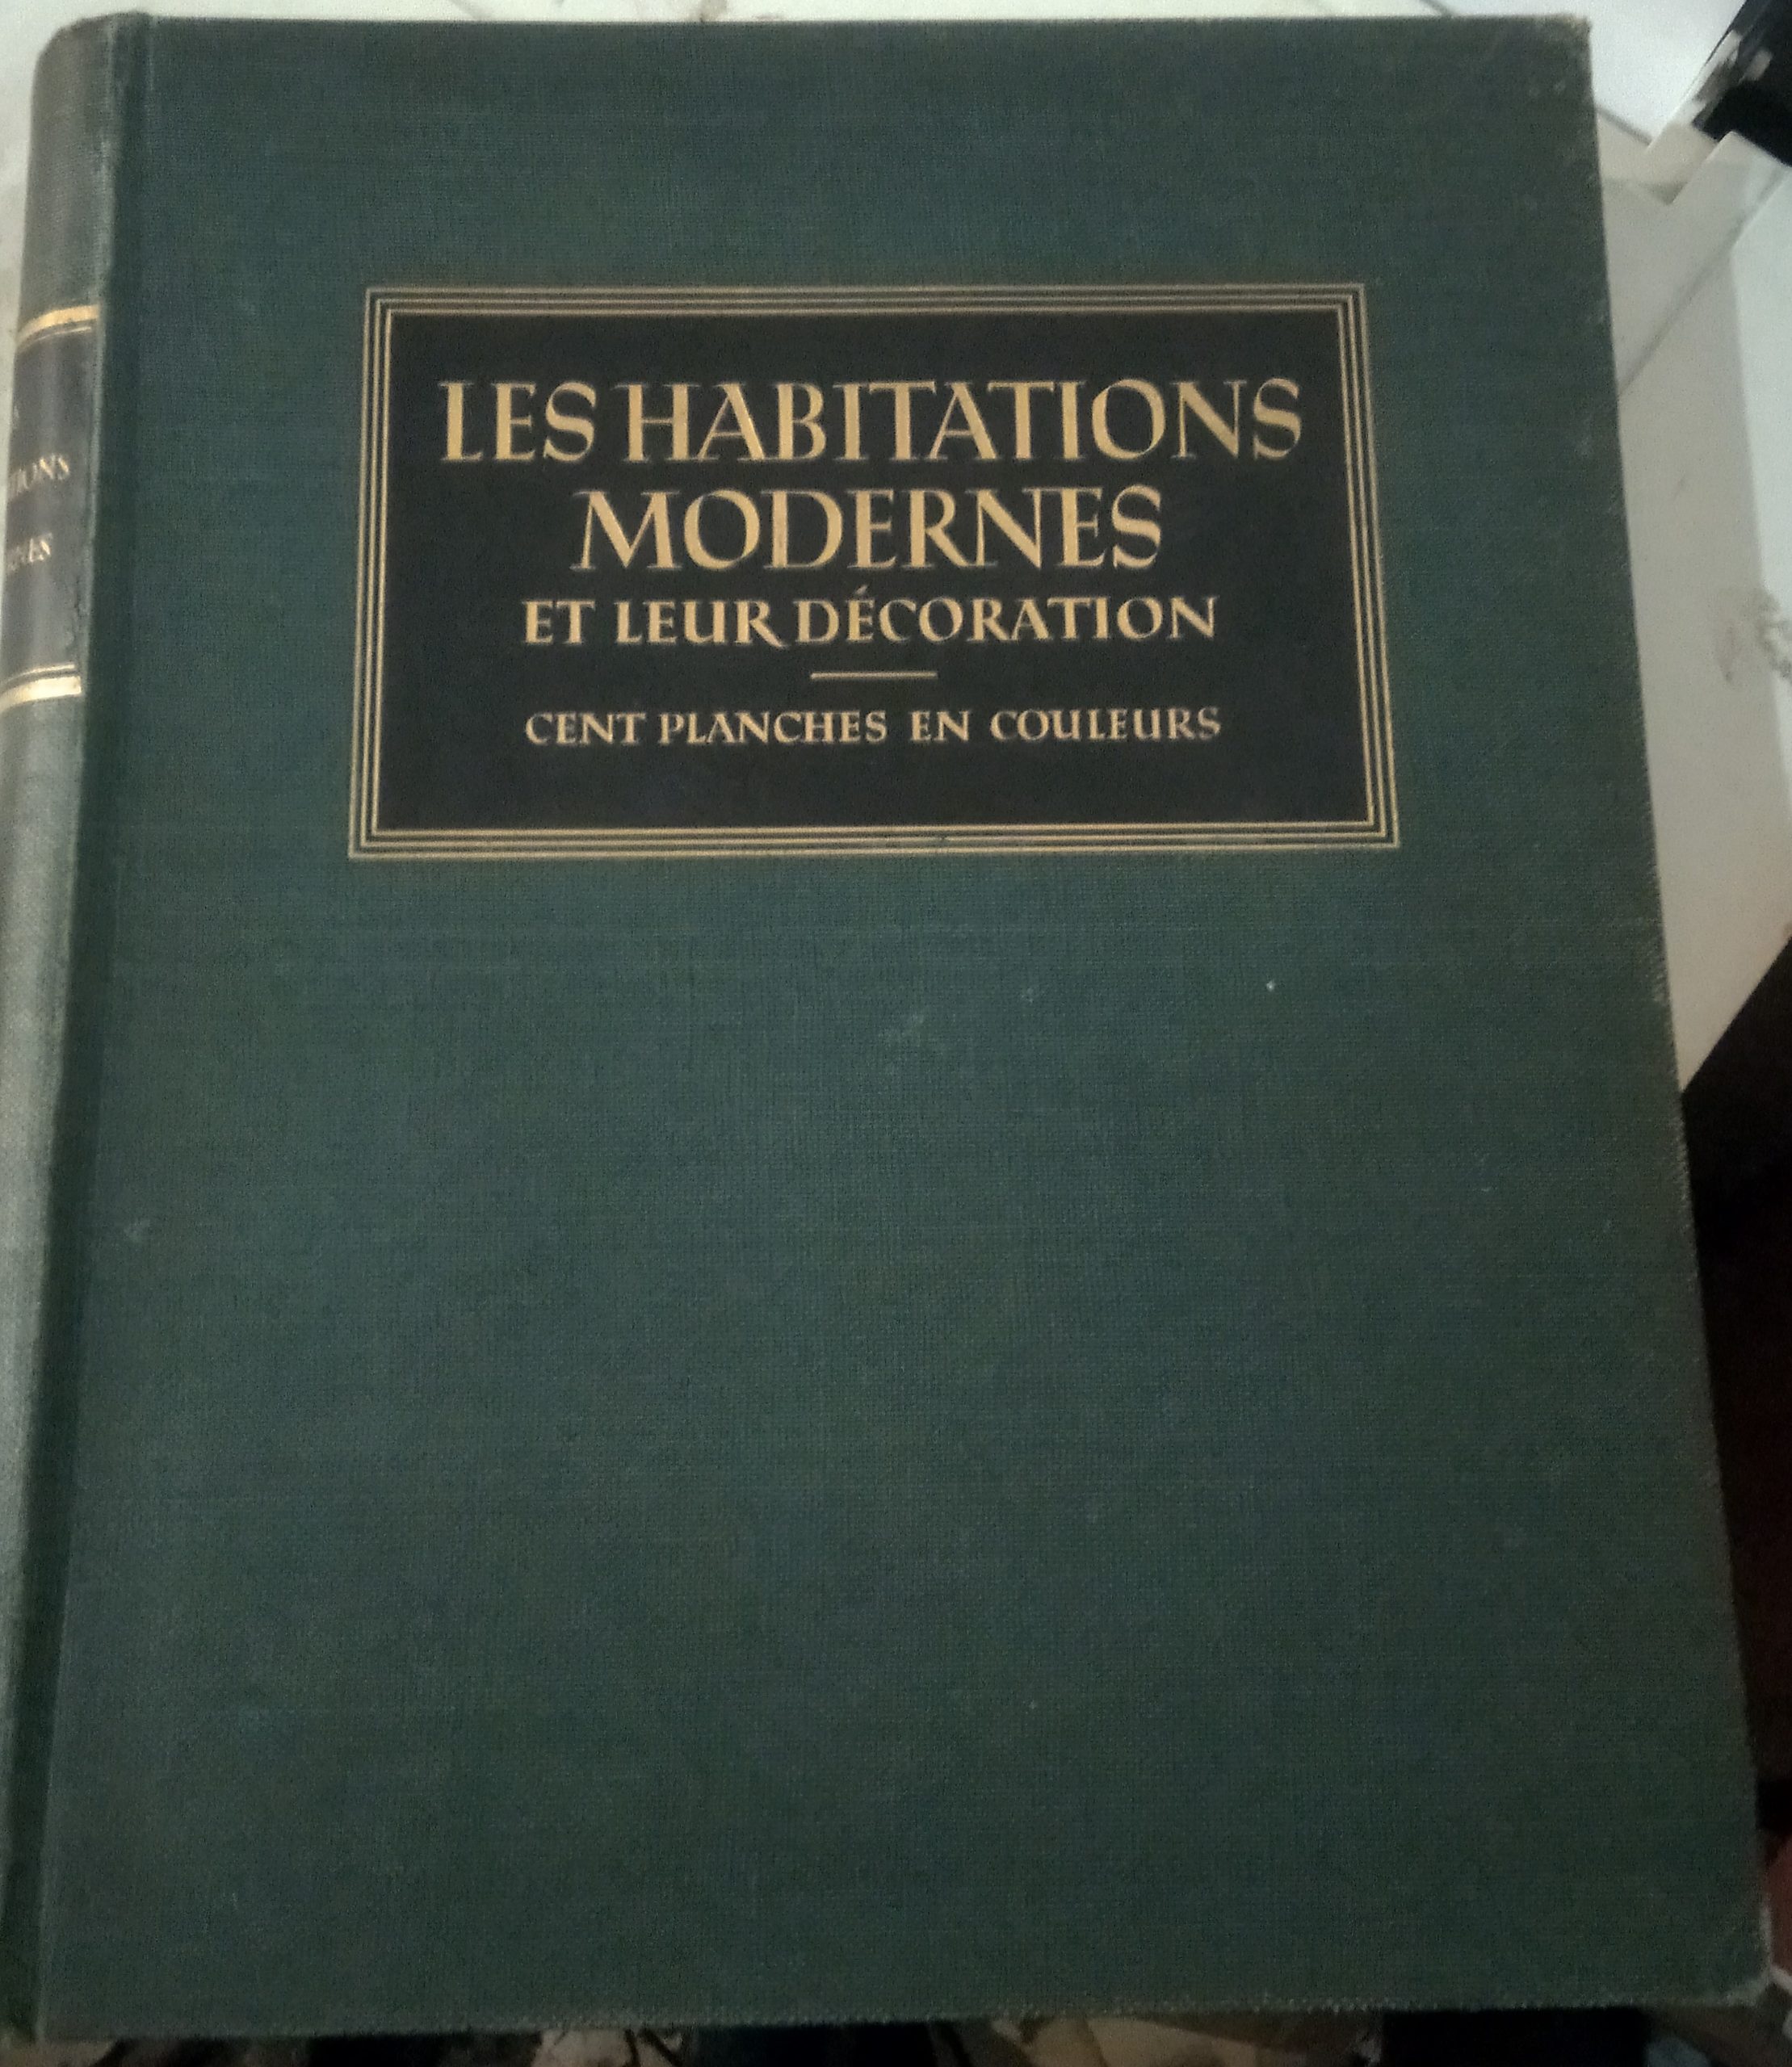 LES HABITATIONS
MODERNES
ET LEUR DÉCORATION
CENT PLANCHES EN COULEURS